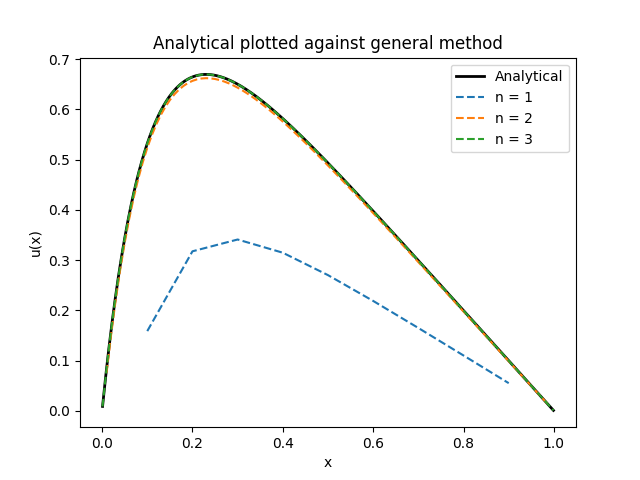 Analytical plotted against general method
Analytical
n = 1
n = 2
n = 3
u(x)
0.7
0.6
0.5
0.4
0.3
0.2
0.1
0.0
0.0 0.2 0.4 0.6 0.8 1.0
x